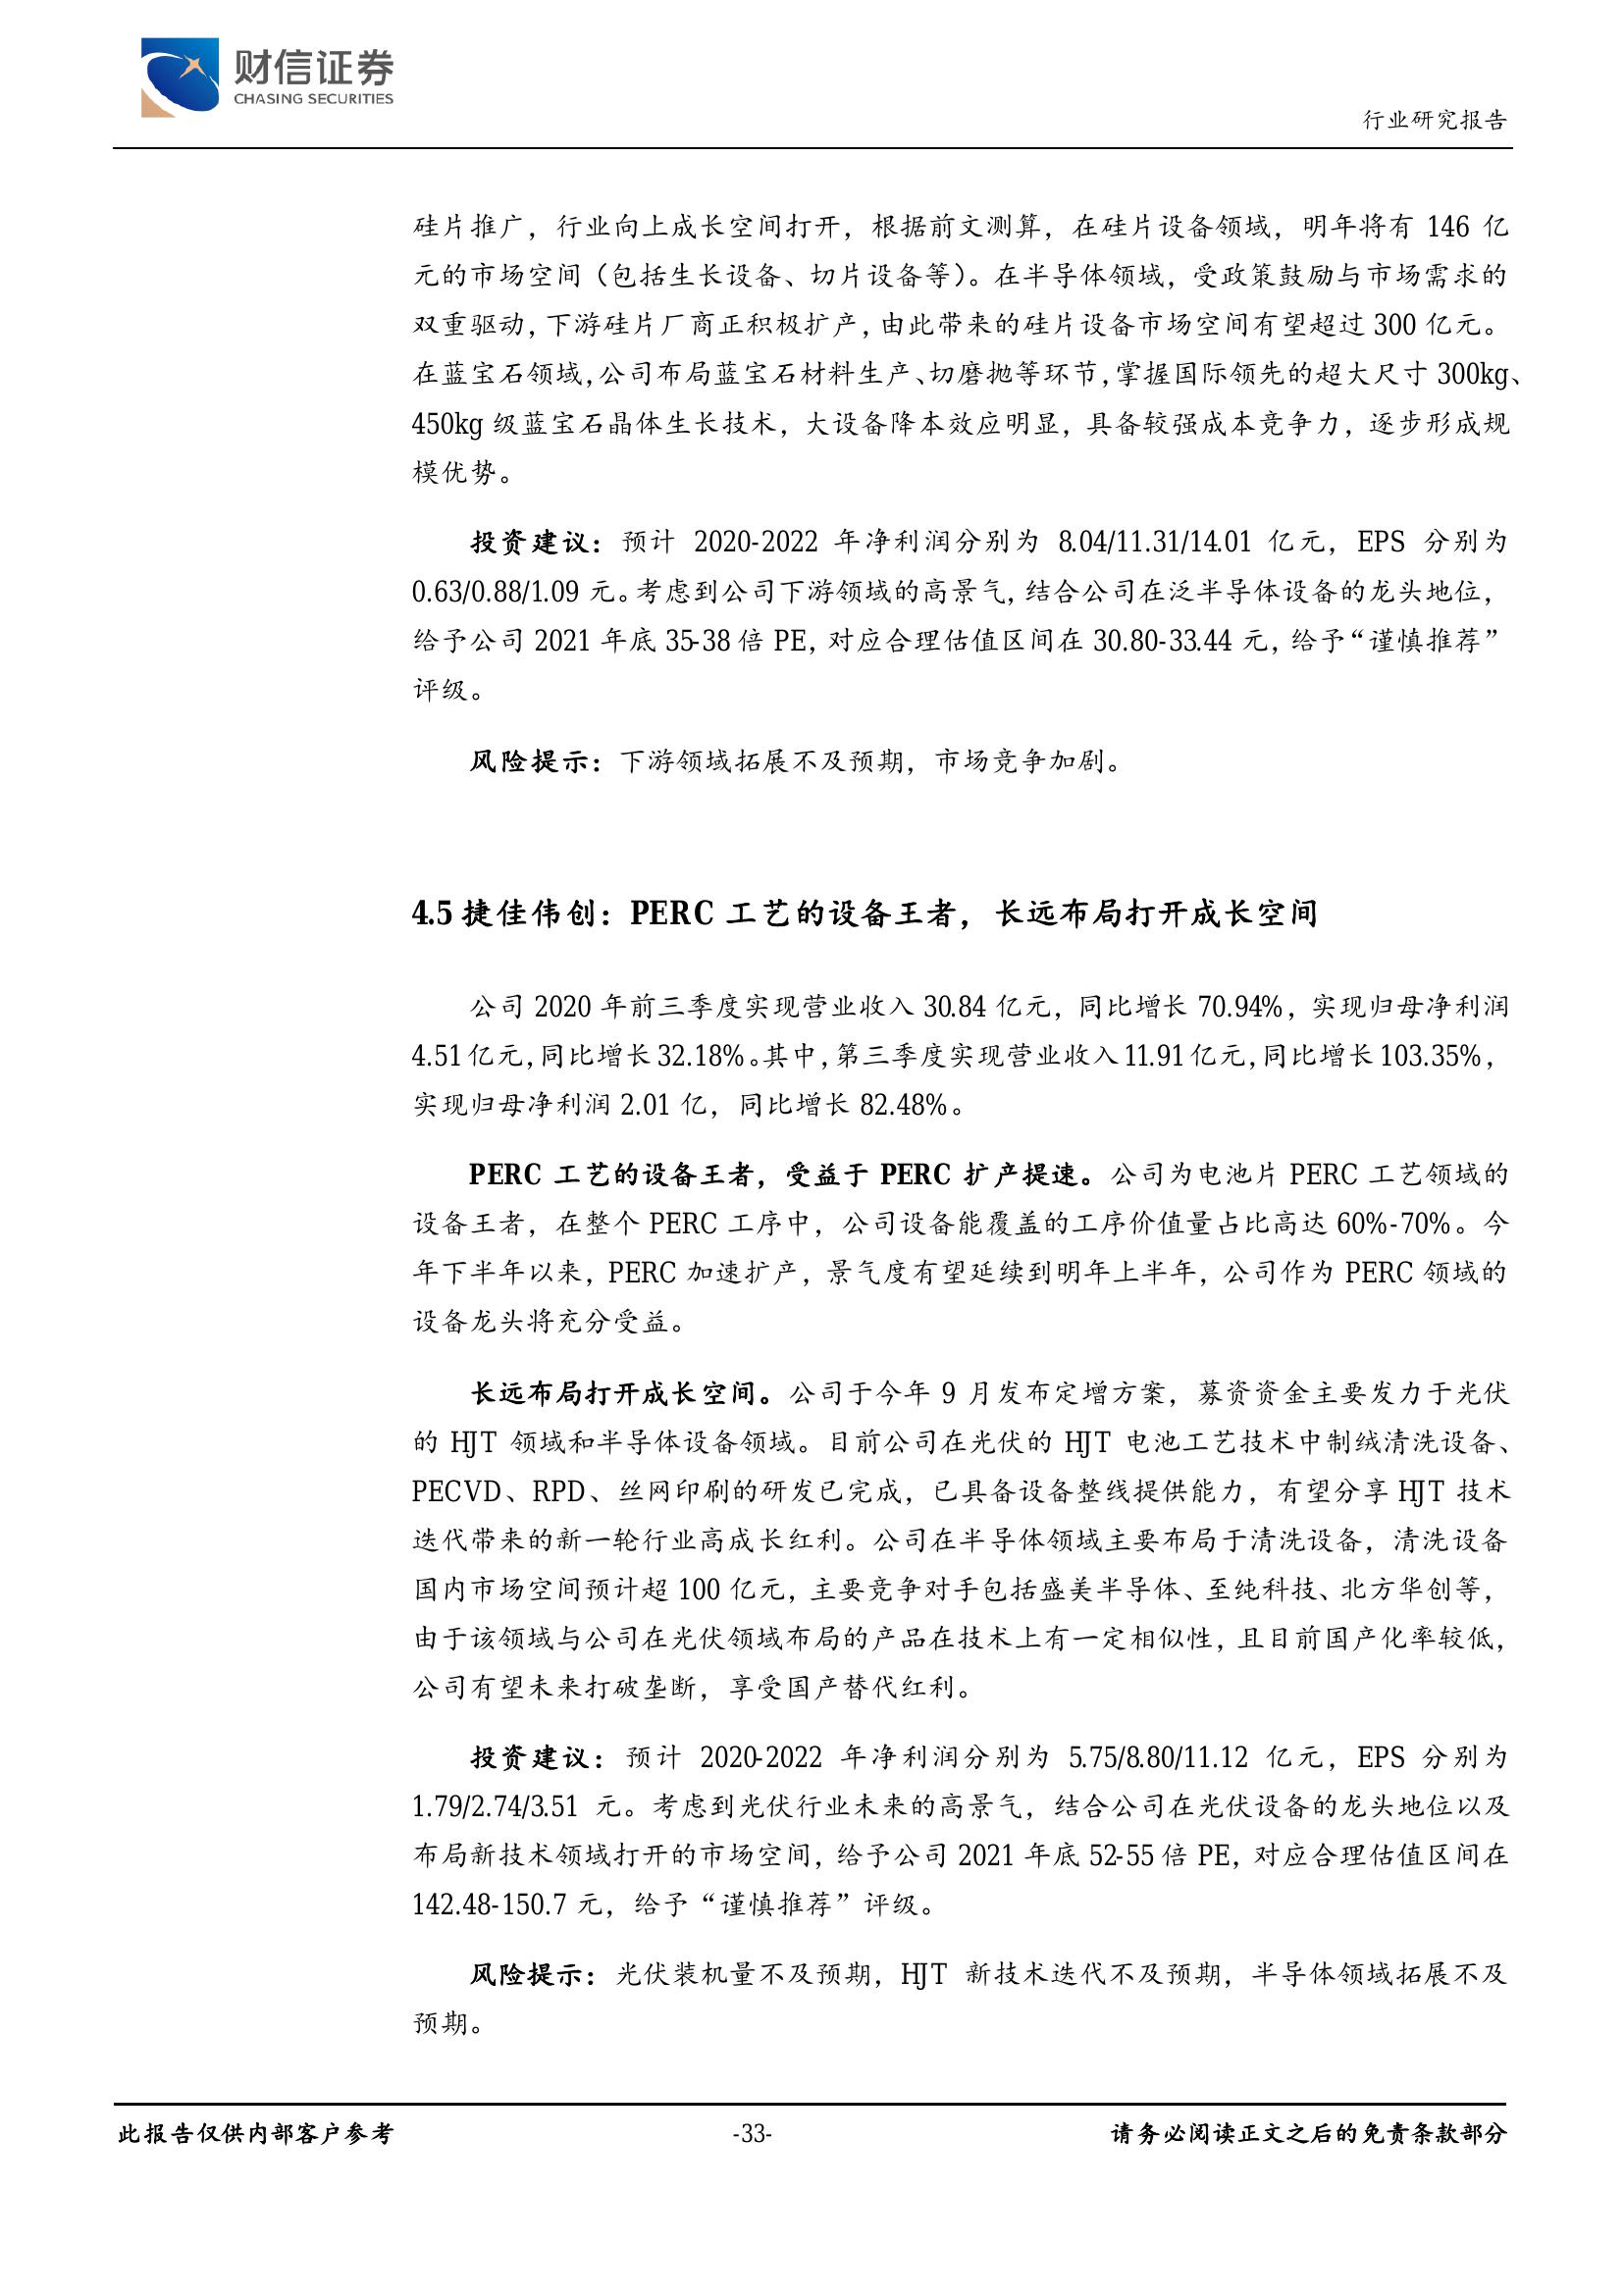 财信证券
CHASING SECURITIES
行业研究报告
硅片推广，行业向上成长空间打开，根据前文测算，在硅片设备领域，明年将有 146 亿
元的市场空间（包括生长设备、切片设备等）。在半导体领域，受政策鼓励与市场需求的
双重驱动，下游硅片厂商正积极扩产，由此带来的硅片设备市场空间有望超过 300 亿元。
在蓝宝石领域，公司布局蓝宝石材料生产、切磨抛等环节，掌握国际领先的超大尺寸 300kg、
450kg 级蓝宝石晶体生长技术，大设备降本效应明显，具备较强成本竞争力，逐步形成规
模优势。
投资建议：预计 2020-2022 年净利润分别为 8.04/11.31/14.01 亿元，EPS 分别为
0.63/0.88/1.09 元。考虑到公司下游领域的高景气，结合公司在泛半导体设备的龙头地位，
给予公司 2021 年底 35-38 倍 PE，对应合理估值区间在 30.80-33.44 元，给予“谨慎推荐”
评级。
风险提示：下游领域拓展不及预期，市场竞争加剧。
4.5 捷佳伟创：PERC 工艺的设备王者，长远布局打开成长空间
公司 2020 年前三季度实现营业收入 30.84 亿元，同比增长 70.94%，实现归母净利润
4.51 亿元，同比增长 32.18%。其中，第三季度实现营业收入 11.91 亿元，同比增长 103.35%，
实现归母净利润 2.01 亿，同比增长 82.48%。
PERC 工艺的设备王者，受益于 PERC 扩产提速。公司为电池片 PERC 工艺领域的
设备王者，在整个 PERC 工序中，公司设备能覆盖的工序价值量占比高达 60%-70%。今
年下半年以来，PERC 加速扩产，景气度有望延续到明年上半年，公司作为 PERC 领域的
设备龙头将充分受益。
长远布局打开成长空间。公司于今年 9 月发布定增方案，募资资金主要发力于光伏
的 HJT 领域和半导体设备领域。目前公司在光伏的 HJT 电池工艺技术中制绒清洗设备、
PECVD、RPD、丝网印刷的研发已完成，已具备设备整线提供能力，有望分享 HJT 技术
迭代带来的新一轮行业高成长红利。公司在半导体领域主要布局于清洗设备，清洗设备
国内市场空间预计超 100 亿元，主要竞争对手包括盛美半导体、至纯科技、北方华创等，
由于该领域与公司在光伏领域布局的产品在技术上有一定相似性，且目前国产化率较低，
公司有望未来打破垄断，享受国产替代红利。
投资建议：预计 2020-2022 年净利润分别为 5.75/8.80/11.12 亿元，EPS 分别为
1.79/2.74/3.51 元。考虑到光伏行业未来的高景气，结合公司在光伏设备的龙头地位以及
布局新技术领域打开的市场空间，给予公司 2021 年底 52-55 倍 PE，对应合理估值区间在
142.48-150.7 元，给予“谨慎推荐”评级。
风险提示：光伏装机量不及预期，HJT 新技术迭代不及预期，半导体领域拓展不及
预期。
此报告仅供内部客户参考
-33-
请务必阅读正文之后的免责条款部分